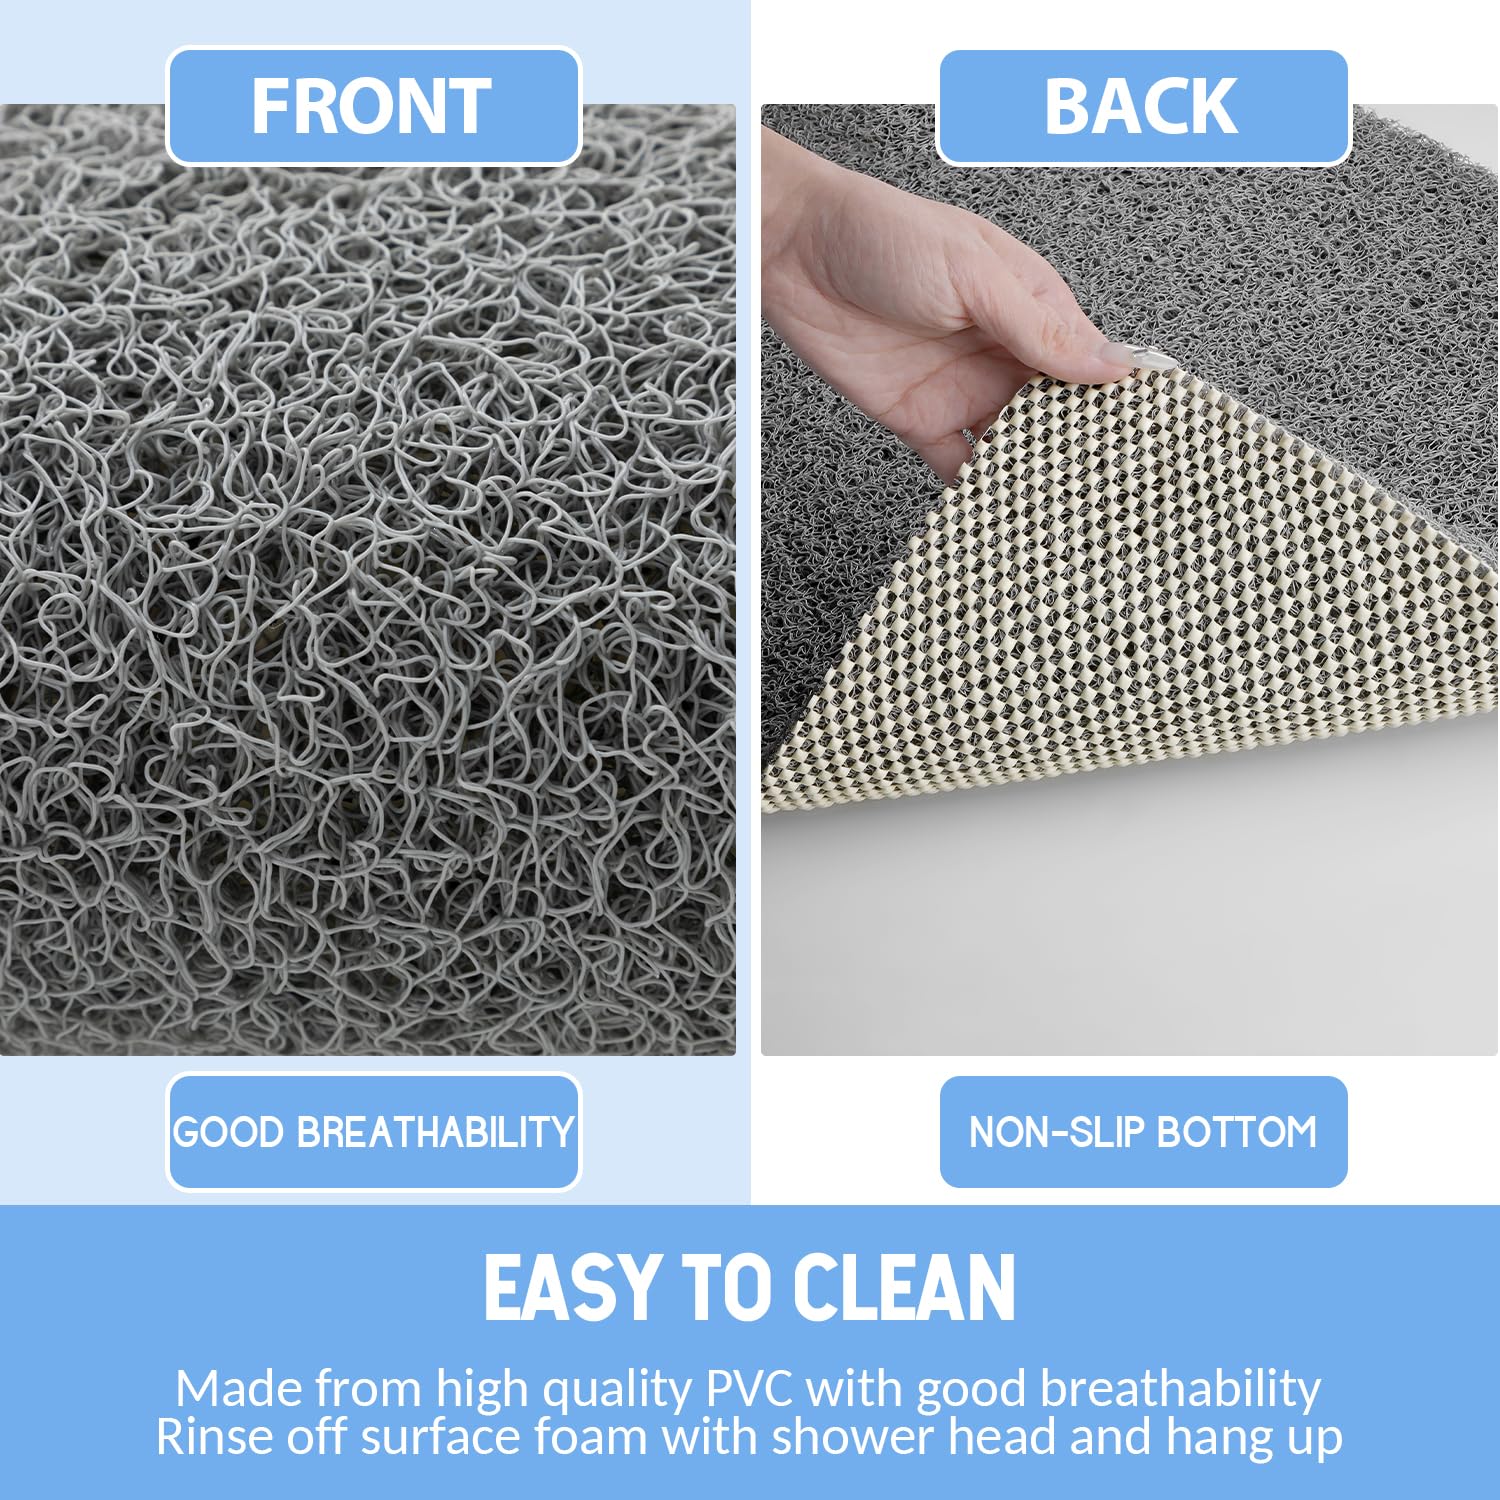 FRONT
BACK
GOOD BREATHABILITY
NON-SLIP BOTTOM
EASY TO CLEAN
Made from high quality PVC with good breathability
Rinse off surface foam with shower head and hang up